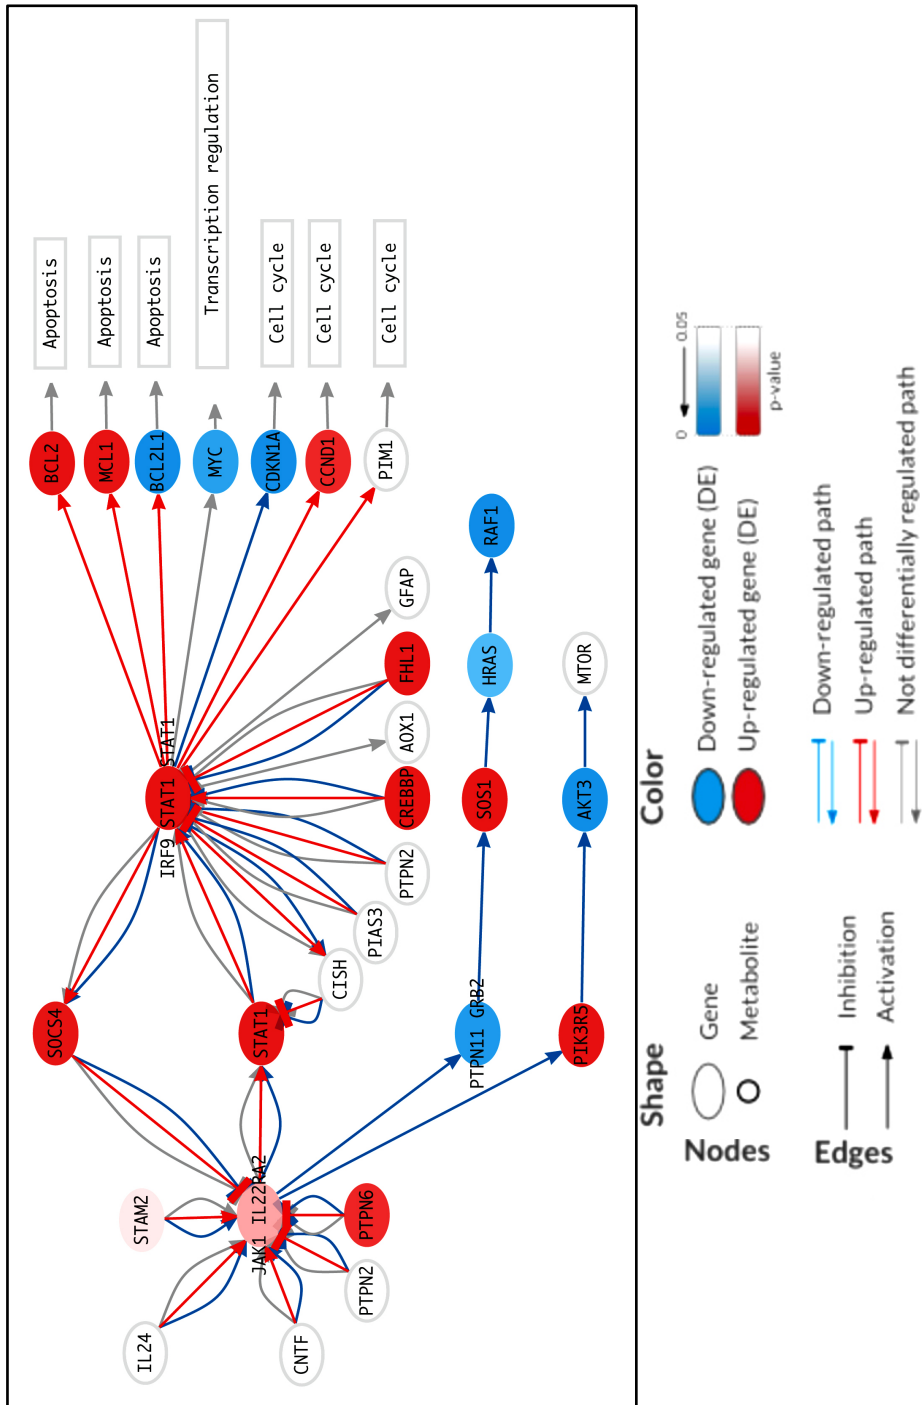 Apoptosis
Apoptosis
Apoptosis
Transcription regulation
Cell cycle
Cell cycle
Cell cycle
BCL2
MCL1
BCL2L1
MYC
CDKN1A
CCND1
PIM1
IRF9 STAT1 STAT1
GFAP
FHL1
AOX1
CREBBP
PTPN2
PIAS3
CISH
SOCS4
STAT1
RAF1
HRAS
SOS1
PTPN11 GRB2
MTOR
AKT3
PIK3R5
STAM2
JAK1 IL22RA2
PTPN6
PTPN2
IL24
CNTF
Shape
Nodes
Gene
Metabolite
Edges
Inhibition
Activation
Color
Down-regulated gene (DE)
Up-regulated gene (DE)
0
0.05
p-value
Down-regulated path
Up-regulated path
Not differentially regulated path